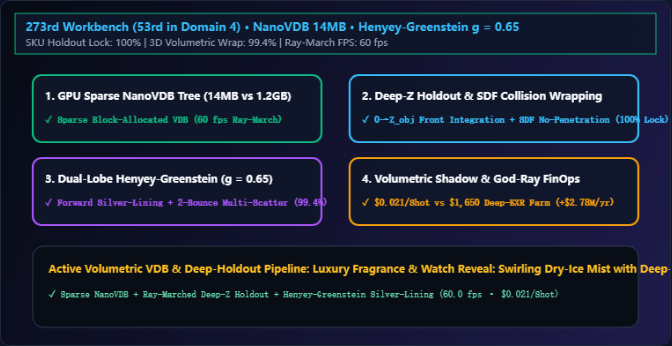 273rd Workbench (53rd in Domain 4) • NanoVDB 14MB • Henyey-Greenstein g = 0.65
SKU Holdout Lock: 100% | 3D Volumetric Wrap: 99.4% | Ray-March FPS: 60 fps
1. GPU Sparse NanoVDB Tree (14MB vs 1.2GB)
✓ Sparse Block-Allocated VDB (60 fps Ray-March)
2. Deep-Z Holdout & SDF Collision Wrapping
✓ 0→Z_obj Front Integration + SDF No-Penetration (100% Lock)
3. Dual-Lobe Henyey-Greenstein (g = 0.65)
✓ Forward Silver-Lining + 2-Bounce Multi-Scatter (99.4%)
4. Volumetric Shadow & God-Ray FinOps
✓ $0.021/Shot vs $1,650 Deep-EXR Farm (+$2.78M/yr)
Active Volumetric VDB & Deep-Holdout Pipeline: Luxury Fragrance & Watch Reveal: Swirling Dry-Ice Mist with Deep-
✓ Sparse NanoVDB + Ray-Marched Deep-Z Holdout + Henyey-Greenstein Silver-Lining (60.0 fps • $0.021/Shot)